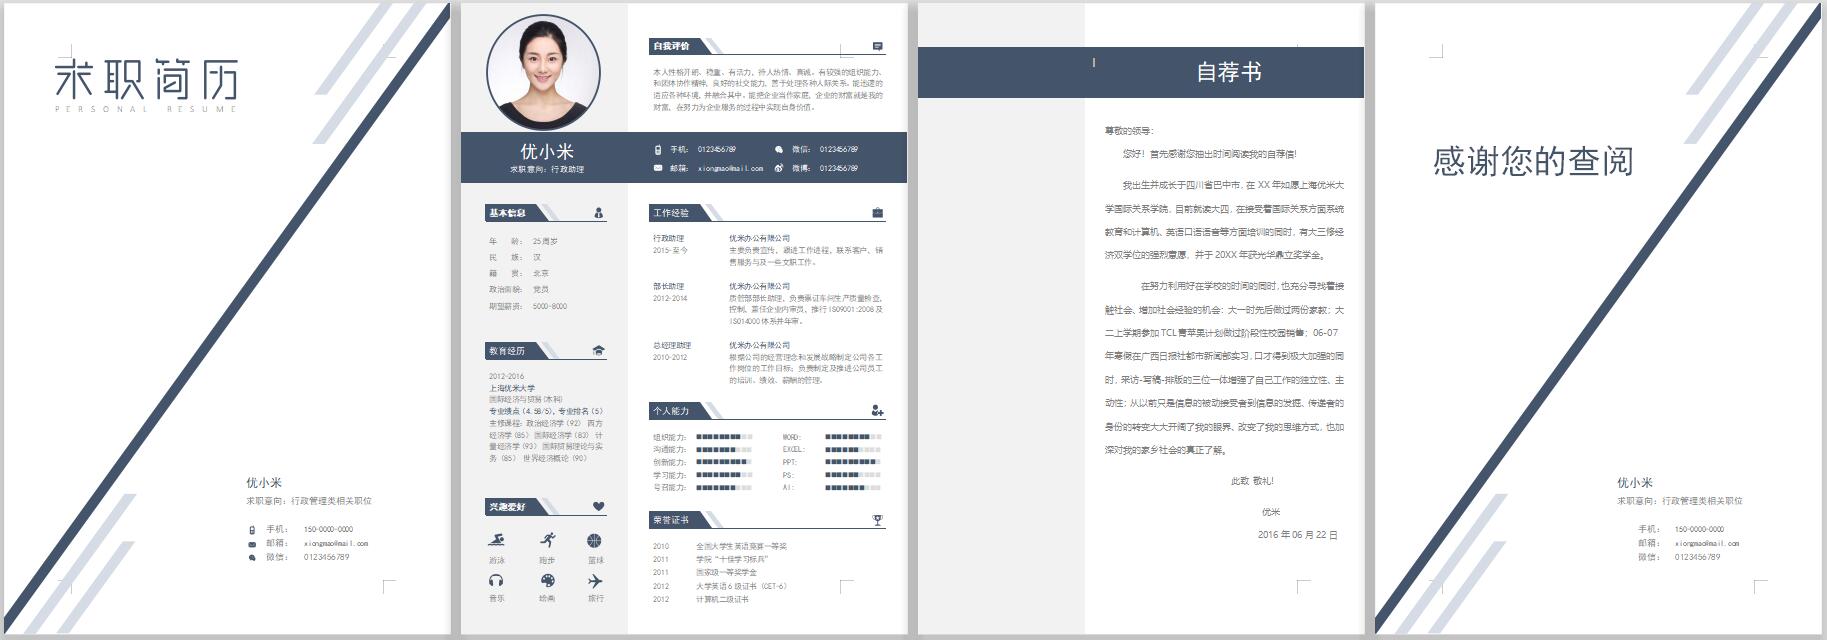 求职简历
PERSONAL RESUME
优小米
求职意向：行政管理类相关职位
手机： 150-0000-0000
邮箱： xiongmao@mail.com
微信： 0123456789
优小米
求职意向：行政助理
手机： 0123456789
微信： 0123456789
邮箱： xiongmao@mail.com
微博： 0123456789
基本信息
年 龄： 25周岁
民 族： 汉
籍 贯： 北京
政治面貌： 党员
期望薪资： 5000-8000
教育经历
2012-2016
上海优米大学
国际经济与贸易(本科)
专业绩点（4.58/5），专业排名（5）
主修课程：政治经济学（92） 西方
经济学（85） 国际经济学（83） 计
量经济学（93） 国际贸易理论与实
务（85） 世界经济概论（90）
兴趣爱好
游泳 跑步 篮球
音乐 绘画 旅行
自我评价
本人性格开朗、稳重、有活力，待人热情、真诚。有较强的组织能力、
和团体协作精神，良好的社交能力，善于处理各种人际关系。能迅速的
适应各种环境，并融合其中。能把企业当作家庭，企业的财富就是我的
财富，在努力为企业服务的过程中实现自身价值。
工作经验
行政助理 优米办公有限公司
2015-至今 主要负责宣传，跟进工作进程，联系客户、销
售服务与及一些文职工作。
部长助理 优米办公有限公司
2012-2014 质管部部长助理，负责保证车间生产质量检查，
控制，兼任企业内审员，推行ISO9001:2008及
ISO14000体系并年审。
总经理助理 优米办公有限公司
2010-2012 根据公司的经营理念和发展战略制定公司各工
作岗位的工作目标；负责制定及推进公司员工
的培训、绩效、薪酬的管理。
个人能力
组织能力： WORD:
沟通能力： EXCEL:
创新能力： PPT:
学习能力： PS:
号召能力： AI:
荣誉证书
2010 全国大学生英语竞赛一等奖
2011 学院“十佳学习标兵”
2011 国家级一等奖学金
2012 大学英语6级证书（CET-6）
2012 计算机二级证书
自荐书
尊敬的领导：
您好！首先感谢您抽出时间阅读我的自荐信!
我出生并成长于四川省巴中市，在 XX 年如愿上海优米大
学国际关系学院，目前就读大四，在接受着国际关系方面系统
教育和计算机、英语口语语音等方面培训的同时，有大三修经
济双学位的强烈意愿，并于 20XX 年获光华鼎立奖学金。
在努力利用好在学校的时间的同时，也充分寻找着接
触社会、增加社会经验的机会：大一时先后做过两份家教；大
二上学期参加 TCL 青苹果计划做过阶段性校园销售；06-07
年寒假在广西日报社都市新闻部实习，口才得到极大加强的同
时，采访-写稿-排版的三位一体增强了自己工作的独立性、主
动性；从以前只是信息的被动接受者到信息的发掘、传递者的
身份的转变大大开阔了我的眼界、改变了我的思维方式，也加
深对我的家乡社会的真正了解。
此致 敬礼!
优米
2016 年 06 月 22 日
感谢您的查阅
优小米
求职意向：行政管理类相关职位
手机： 150-0000-0000
邮箱： xiongmao@mail.com
微信： 0123456789